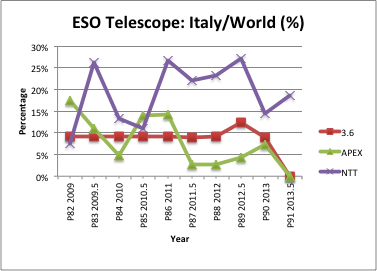 ESO Telescope: Italy/World (%)
30%
25%
20%
15%
10%
5%
0%
Percentage
P82 2009
P83 2009.5
P84 2010
P85 2010.5
P86 2011
P87 2011.5
P88 2012
P89 2012.5
P90 2013
P91 2013.5
Year
3.6
APEX
NTT